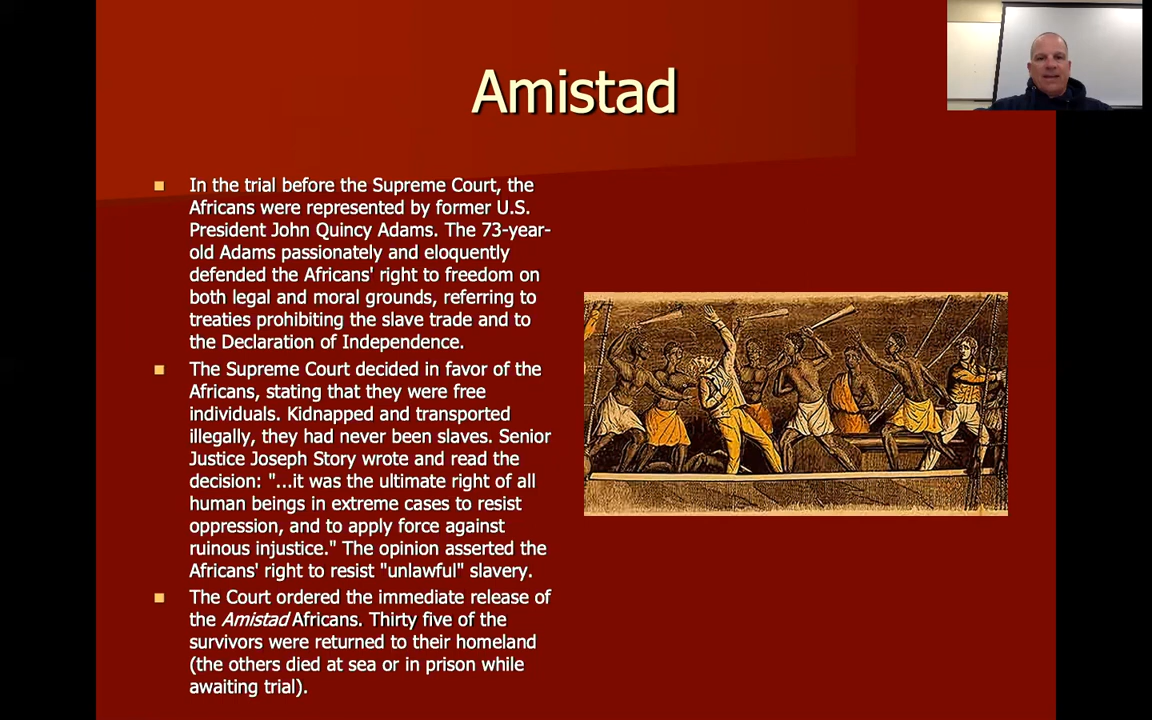 Amistad
In the trial before the Supreme Court, the
Africans were represented by former U.S.
President John Quincy Adams. The 73-year-
old Adams passionately and eloquently
defended the Africans' right to freedom on
both legal and moral grounds, referring to
treaties prohibiting the slave trade and to
the Declaration of Independence.
The Supreme Court decided in favor of the
Africans, stating that they were free
individuals. Kidnapped and transported
illegally, they had never been slaves. Senior
Justice Joseph Story wrote and read the
decision: "...it was the ultimate right of all
human beings in extreme cases to resist
oppression, and to apply force against
ruinous injustice." The opinion asserted the
Africans' right to resist "unlawful" slavery.
The Court ordered the immediate release of
the Amistad Africans. Thirty five of the
survivors were returned to their homeland
(the others died at sea or in prison while
awaiting trial).